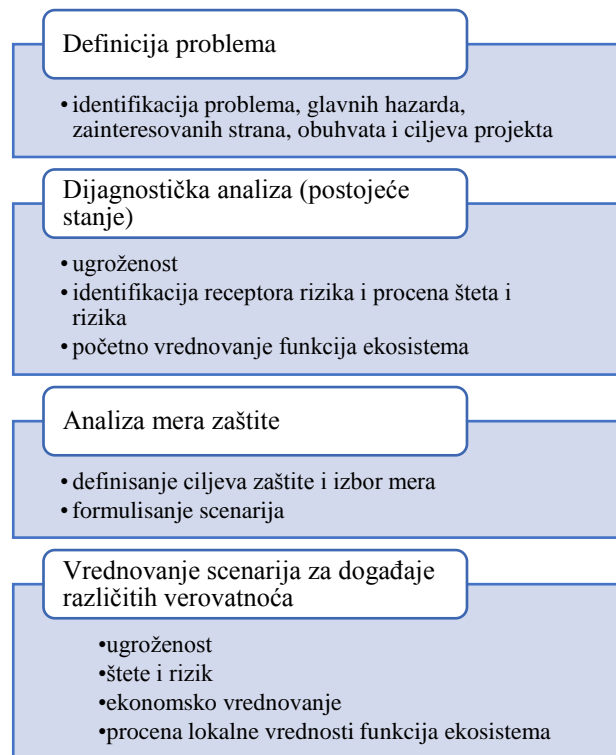 Definicija problema
• identifikacija problema, glavnih hazarda,
zainteresovanih strana, obuhvata i ciljeva projekta
Dijagnostička analiza (postojeće
stanje)
• ugroženost
• identifikacija receptora rizika i procena šteta i
rizika
• početno vrednovanje funkcija ekosistema
Analiza mera zaštite
• definisanje ciljeva zaštite i izbor mera
• formulisanje scenarija
Vrednovanje scenarija za događaje
različitih verovatnoća
•ugroženost
•štete i rizik
•ekonomsko vrednovanje
•procena lokalne vrednosti funkcija ekosistema